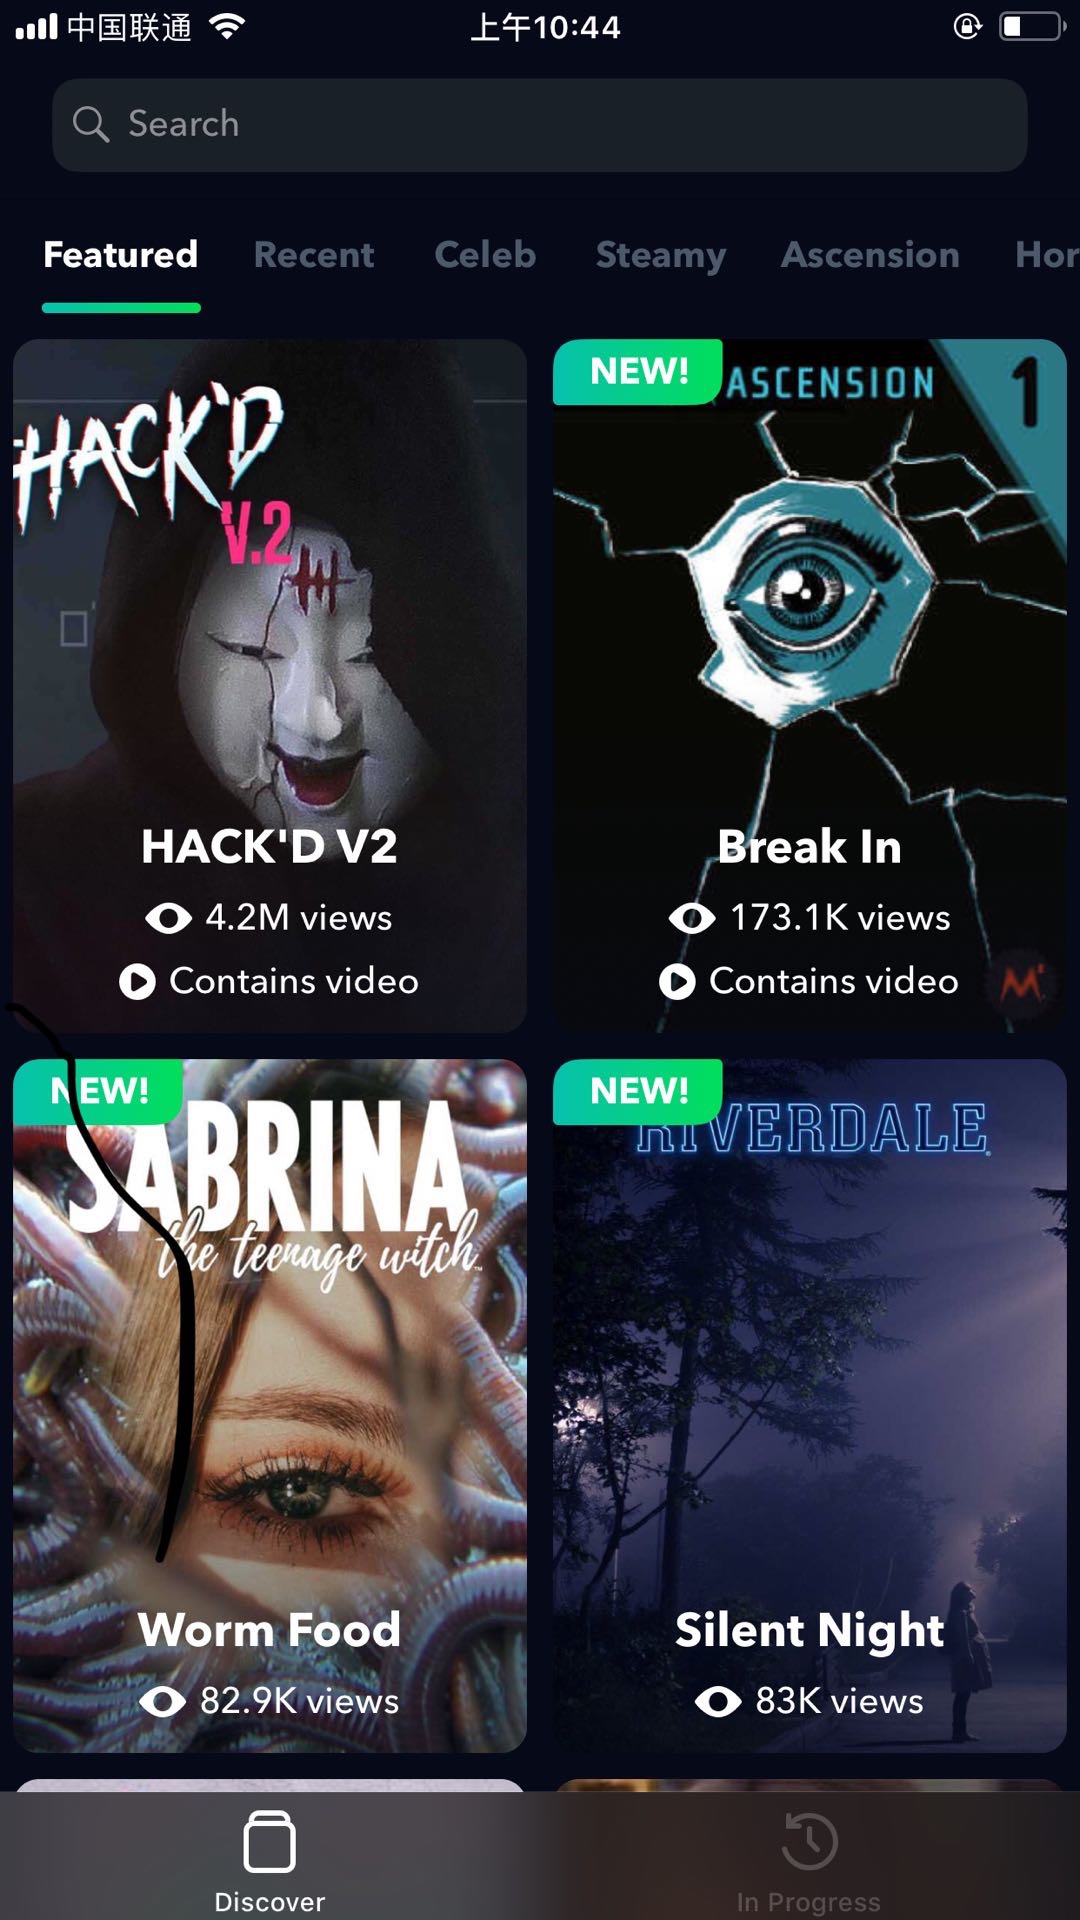 中国联通
上午10:44
Search
Featured Recent Celeb Steamy Ascension Hor
HACK'D
V.2
HACK'D V2
4.2M views
Contains video
NEW!
ASCENSION
1
Break In
173.1K views
Contains video
M
NEW!
SABRINA
the teenage witch™
Worm Food
82.9K views
NEW!
RIVERDALE
Silent Night
83K views
Discover
In Progress